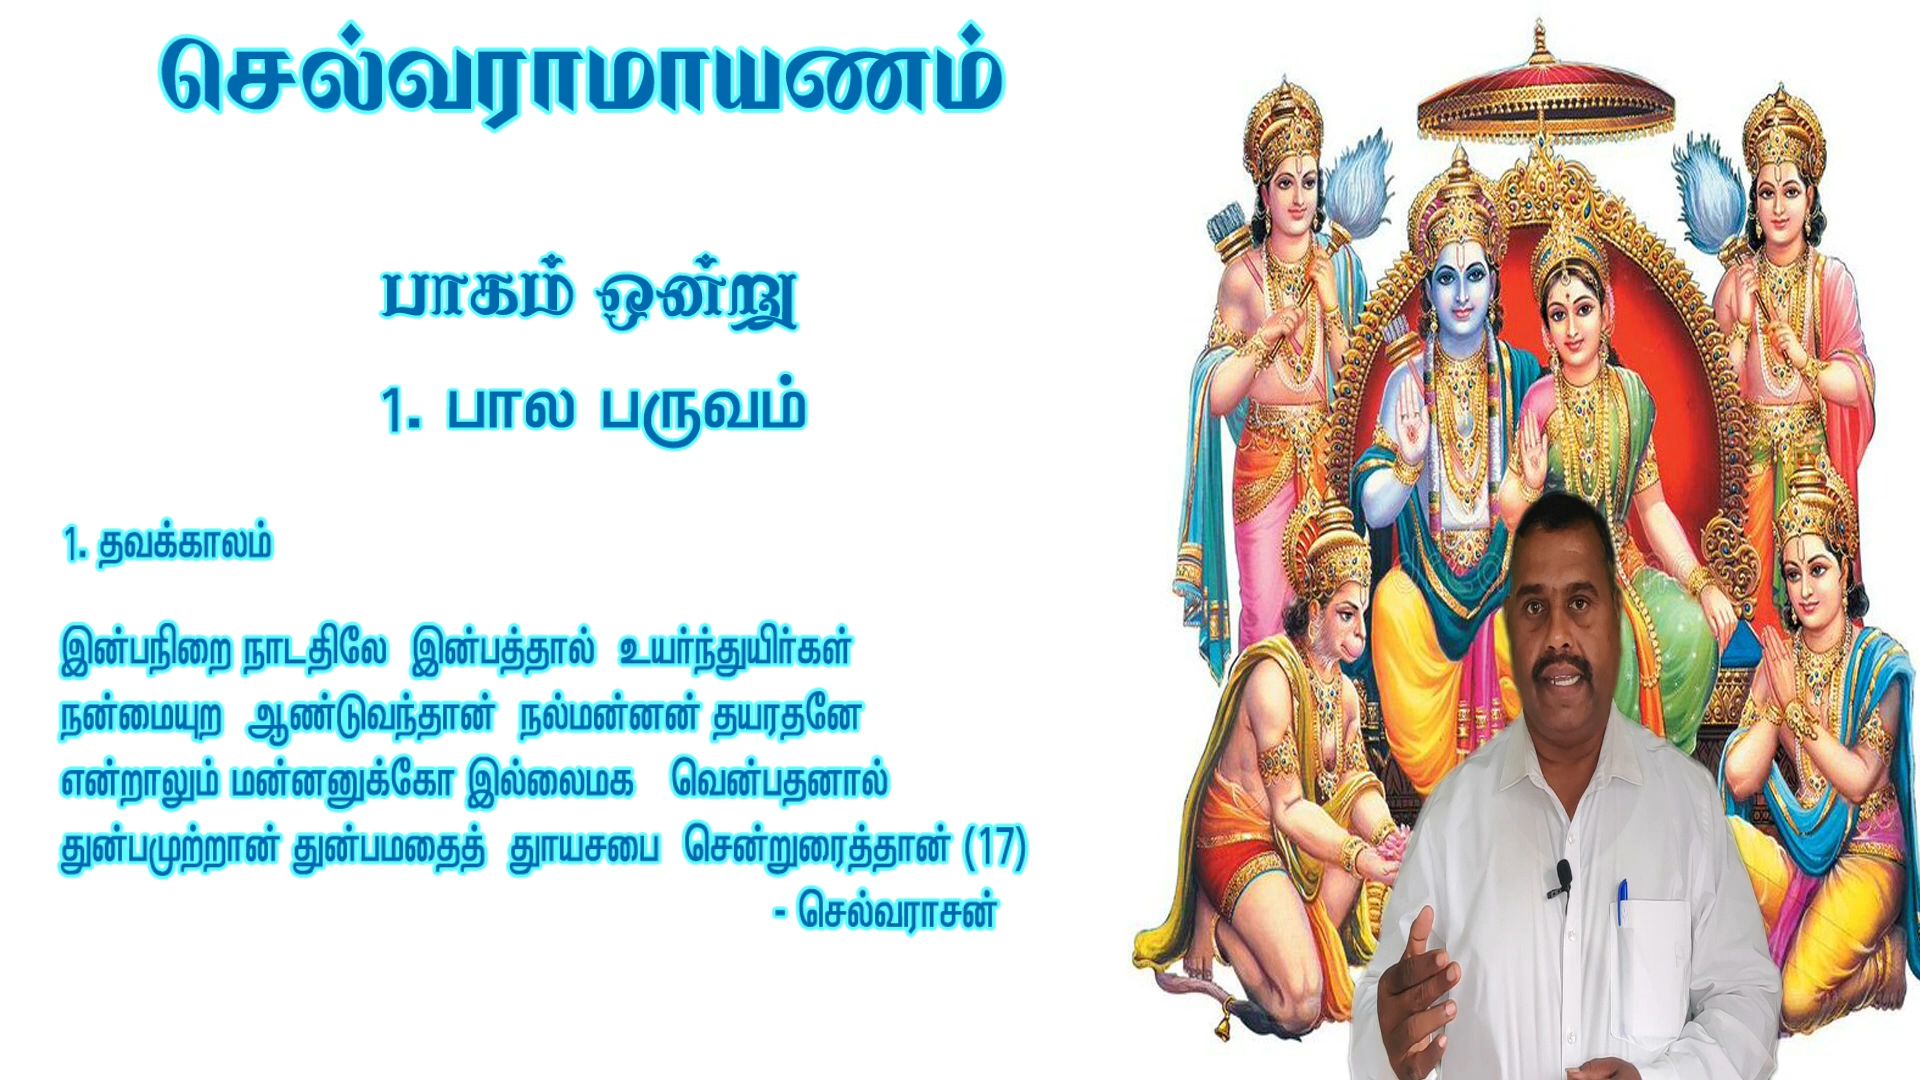 செல்வராமாயணம்
பாகம் ஒன்று
1. பால பருவம்
1. தவக்காலம்
இன்பநிறை நாடதிலே இன்பத்தால் உயர்ந்துயிர்கள்
நன்மையுற ஆண்டுவந்தான் நல்மன்னன் தயரதனே
என்றாலும் மன்னனுக்கோ இல்லைமக வென்பதனால்
துன்பமுற்றான் துன்பமதைத் தூயசபை சென்றுரைத்தான் (17)
- செல்வராசன்